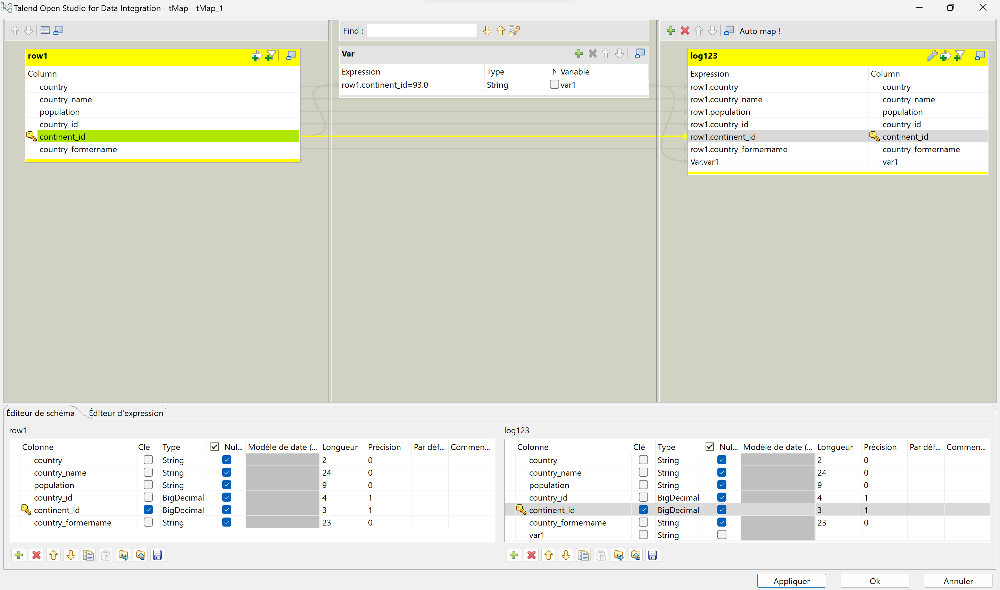 Talend Open Studio for Data Integration - tMap - tMap_1
Find :
Auto map !
row1
Column
country
country_name
population
country_id
continent_id
country_formername
Var
Expression Type N Variable
row1.continent_id=93.0 String var1
log123
Expression Column
row1.country country
row1.country_name country_name
row1.population population
row1.country_id country_id
row1.continent_id continent_id
row1.country_formername country_formername
Var.var1 var1
Éditeur de schéma Éditeur d'expression
row1
Colonne Clé Type Nul... Modèle de date (... Longueur Précision Par déf... Commen...
country String 2 0
country_name String 24 0
population String 9 0
country_id BigDecimal 4 1
continent_id BigDecimal 3 1
country_formername String 23 0
log123
Colonne Clé Type Nul... Modèle de date (... Longueur Précision Par déf... Commen...
country String 2 0
country_name String 24 0
population String 9 0
country_id BigDecimal 4 1
continent_id BigDecimal 3 1
country_formername String 23 0
var1 String
Appliquer Ok Annuler